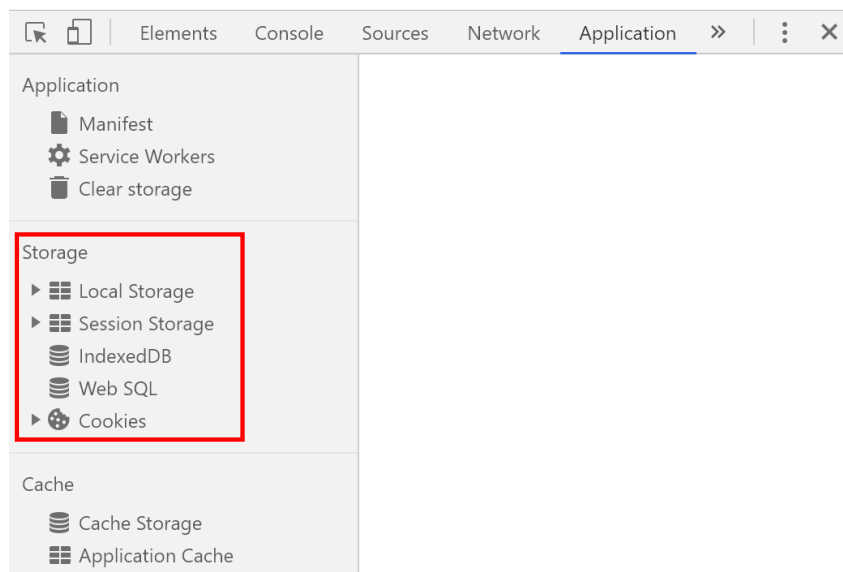 Elements Console Sources Network Application
Application
Manifest
Service Workers
Clear storage
Storage
Local Storage
Session Storage
IndexedDB
Web SQL
Cookies
Cache
Cache Storage
Application Cache